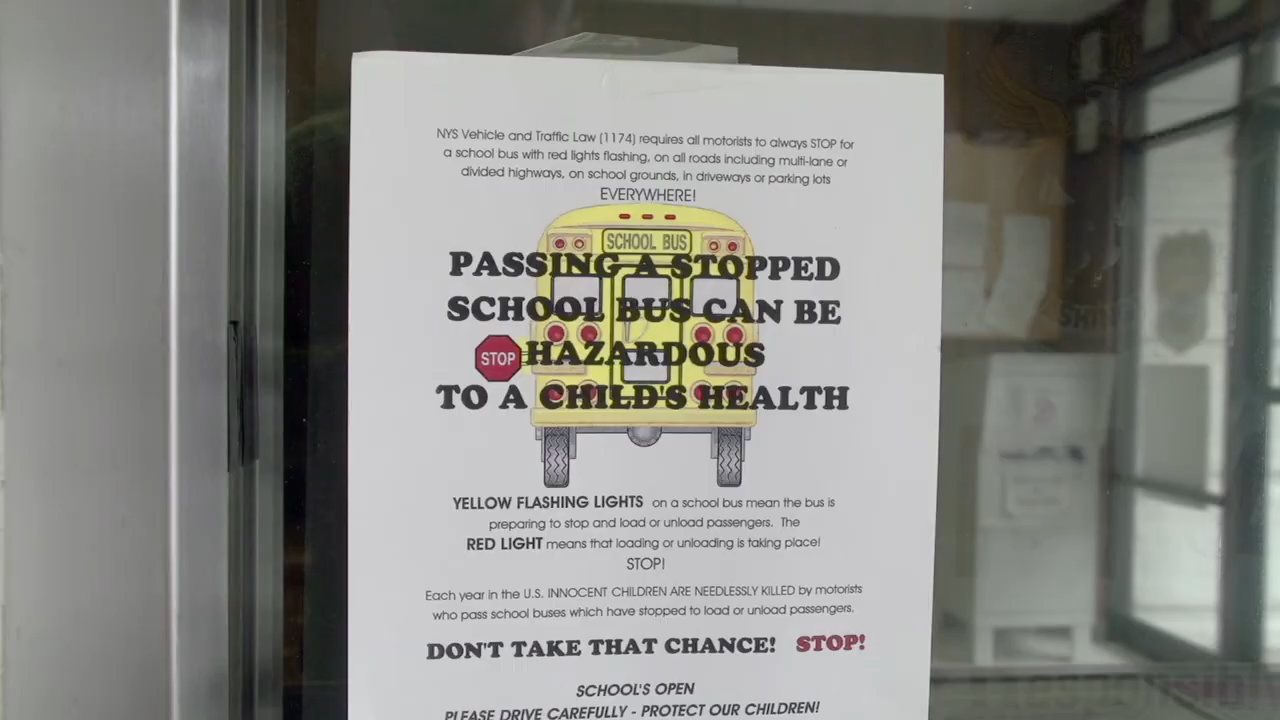 NYS Vehicle and Traffic Law (1174) requires all motorists to always STOP for
a school bus with red lights flashing, on all roads including multi-lane or
divided highways, on school grounds, in driveways or parking lots
EVERYWHERE!
SCHOOL BUS
PASSING A STOPPED
SCHOOL BUS CAN BE
STOP HAZARDOUS
TO A CHILD'S HEALTH
YELLOW FLASHING LIGHTS on a school bus mean the bus is
preparing to stop and load or unload passengers. The
RED LIGHT means that loading or unloading is taking place!
STOP!
Each year in the U.S. INNOCENT CHILDREN ARE NEEDLESSLY KILLED by motorists
who pass school buses which have stopped to load or unload passengers.
DON'T TAKE THAT CHANCE! STOP!
SCHOOL'S OPEN
PLEASE DRIVE CAREFULLY - PROTECT OUR CHILDREN!